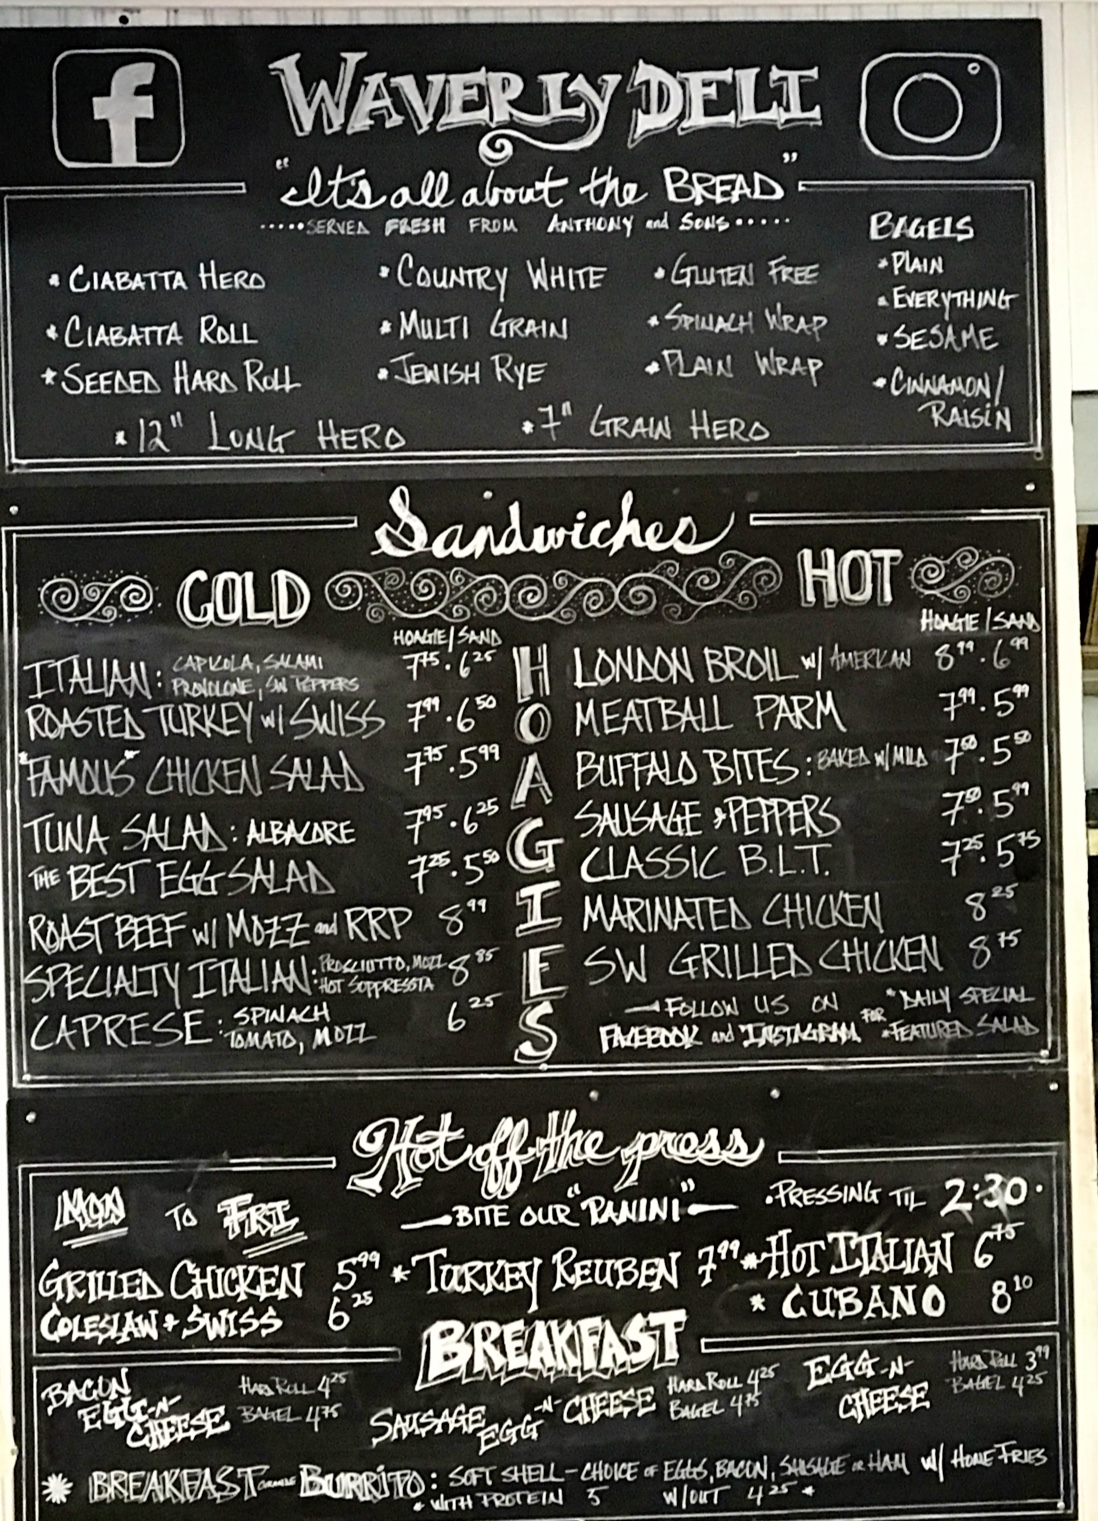 f WAVERLY DELI
"It's all about the BREAD"
.....SERVED FRESH FROM ANTHONY and SONS.....
* CIABATTA HERO
* CIABATTA ROLL
* SEEDED HARD ROLL
* COUNTRY WHITE
* MULTI GRAIN
* JEWISH RYE
* GLUTEN FREE
* SPINACH WRAP
* PLAIN WRAP
* 12" LONG HERO
* 7" GRAIN HERO
BAGELS
* PLAIN
* EVERYTHING
* SESAME
* CINNAMON/
RAISIN
Sandwiches
COLD
HOAGIE/SAND
ITALIAN: CAPICOLA, SALAMI 7.75 · 6.25
PROVOLONE, SW PEPPERS
ROASTED TURKEY w/ SWISS 7.99 · 6.50
"FAMOUS" CHICKEN SALAD 7.75 · 5.99
TUNA SALAD: ALBACORE 7.95 · 6.25
THE BEST EGG SALAD 7.25 · 5.50
ROAST BEEF w/ MOZZ and RRP 8.99
SPECIALTY ITALIAN: PROSCIUTTO, MOZZ 8.85
HOT SOPPRESSTA
CAPRESE: SPINACH 6.25
TOMATO, MOZZ
HOAGIES
HOT
HOAGIE/SAND
LONDON BROIL w/ AMERICAN 8.99 · 6.99
MEATBALL PARM 7.99 · 5.99
BUFFALO BITES: BAKED w/ MILD 7.50 · 5.50
SAUSAGE & PEPPERS 7.50 · 5.99
CLASSIC B.L.T. 7.25 · 5.75
MARINATED CHICKEN 8.25
SW GRILLED CHICKEN 8.75
FOLLOW US ON
FACEBOOK and INSTAGRAM FOR
* DAILY SPECIAL
* FEATURED SALAD
Hot off the press
MON TO FRI
BITE OUR "PANINI"
· PRESSING TIL 2:30 ·
GRILLED CHICKEN 5.99
COLESLAW & SWISS 6.25
* TURKEY REUBEN 7.99
* HOT ITALIAN 6.75
* CUBANO 8.10
BREAKFAST
BACON
EGG-N-
CHEESE
HARD ROLL 4.25
BAGEL 4.75
SAUSAGE
EGG-N-CHEESE
HARD ROLL 4.25
BAGEL 4.75
EGG-N-
CHEESE
HARD ROLL 3.99
BAGEL 4.25
* BREAKFAST BURRITO: SOFT SHELL - CHOICE OF EGGS, BACON, SAUSAGE OR HAM w/ HOME FRIES
* WITH PROTEIN 5 W/OUT 4.25 *